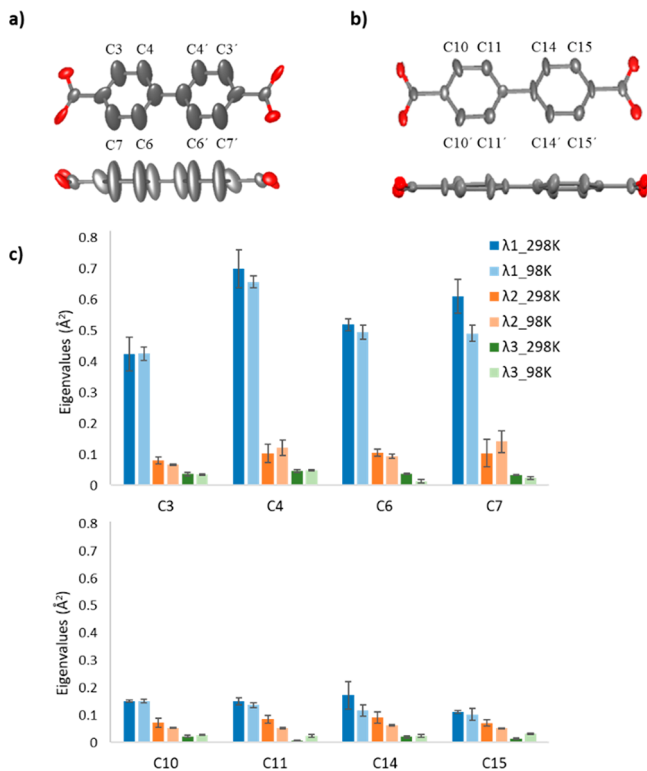 a)
C3 C4 C4´ C3´
C7 C6 C6´ C7´
b)
C10 C11 C14 C15
C10´ C11´ C14´ C15´
c)
Eigenvalues (Å²)
0.8
0.7
0.6
0.5
0.4
0.3
0.2
0.1
0
C3 C4 C6 C7
λ1_298K
λ1_98K
λ2_298K
λ2_98K
λ3_298K
λ3_98K
Eigenvalues (Å²)
0.8
0.7
0.6
0.5
0.4
0.3
0.2
0.1
0
C10 C11 C14 C15